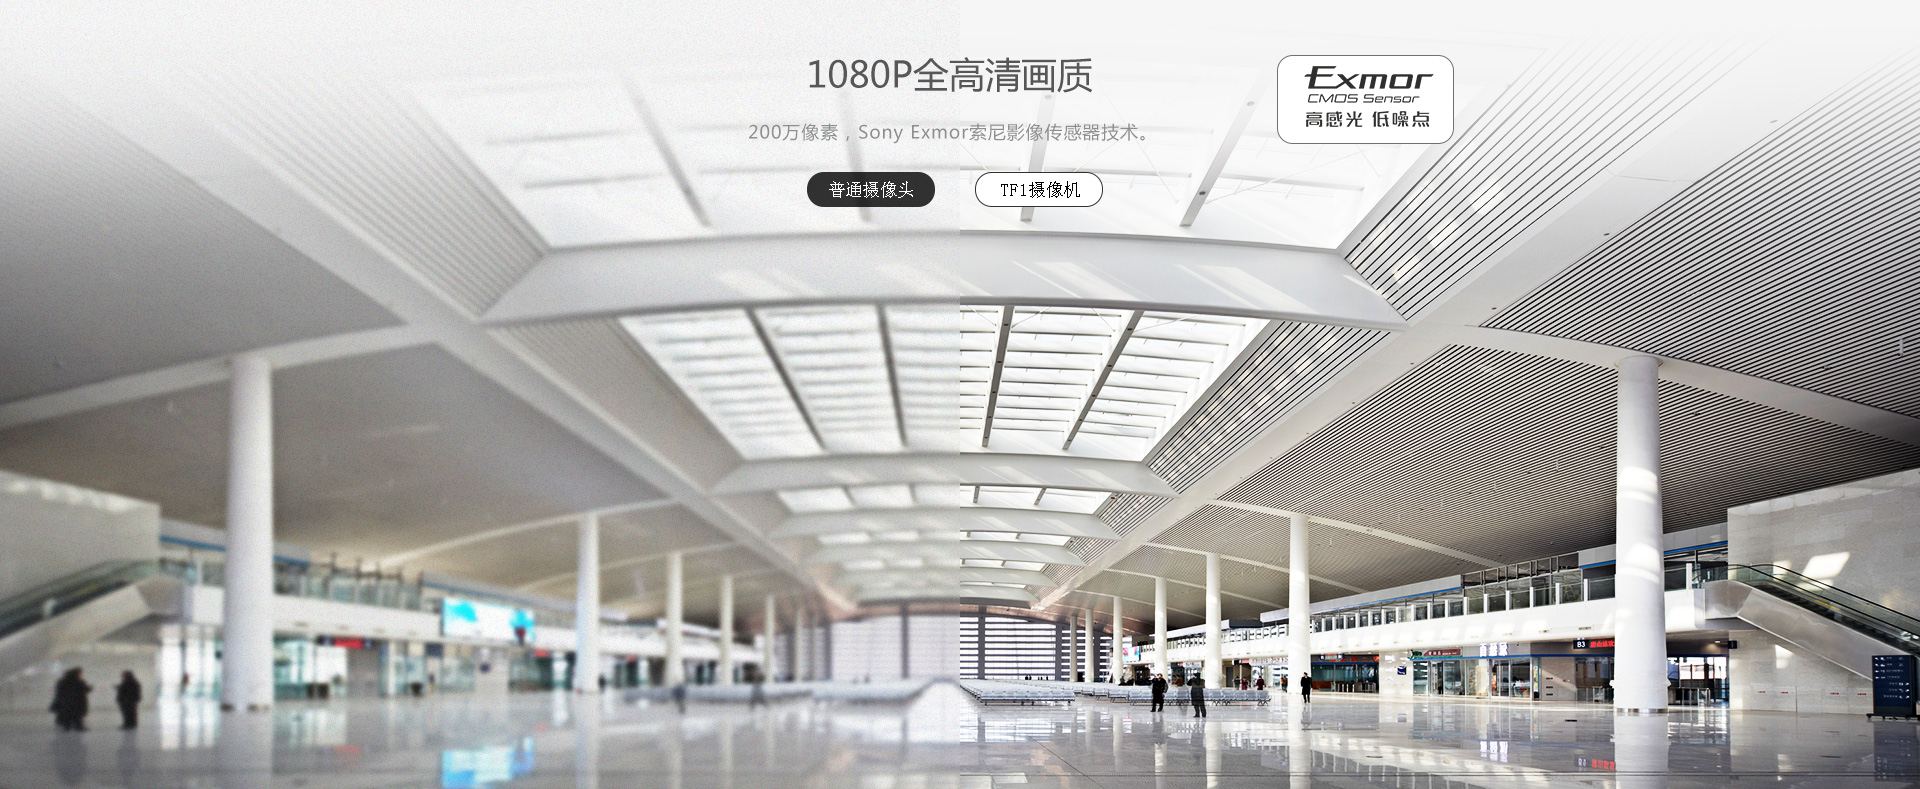 1080P全高清画质
200万像素，Sony Exmor索尼影像传感器技术。
Exmor
CMOS Sensor
高感光 低噪点
普通摄像头
TF1摄像机
B3